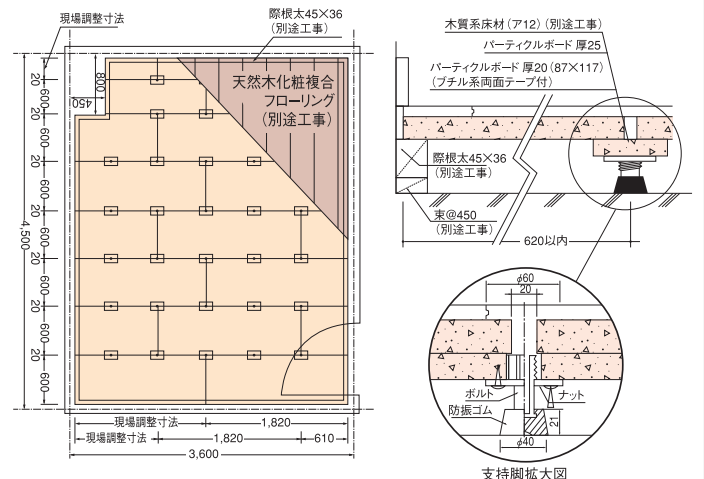 現場調整寸法
際根太45×36
(別途工事)
800
450
天然木化粧複合
フローリング
(別途工事)
20
600
20
600
20
600
20
600
20
600
20
600
20
4,500
現場調整寸法
1,820
現場調整寸法
1,820
610
3,600
木質系床材(ア12)(別途工事)
パーティクルボード 厚25
パーティクルボード 厚20(87×117)
(ブチル系両面テープ付)
際根太45×36
(別途工事)
束@450
(別途工事)
620以内
φ60
20
ボルト
ナット
防振ゴム
21
φ40
支持脚拡大図